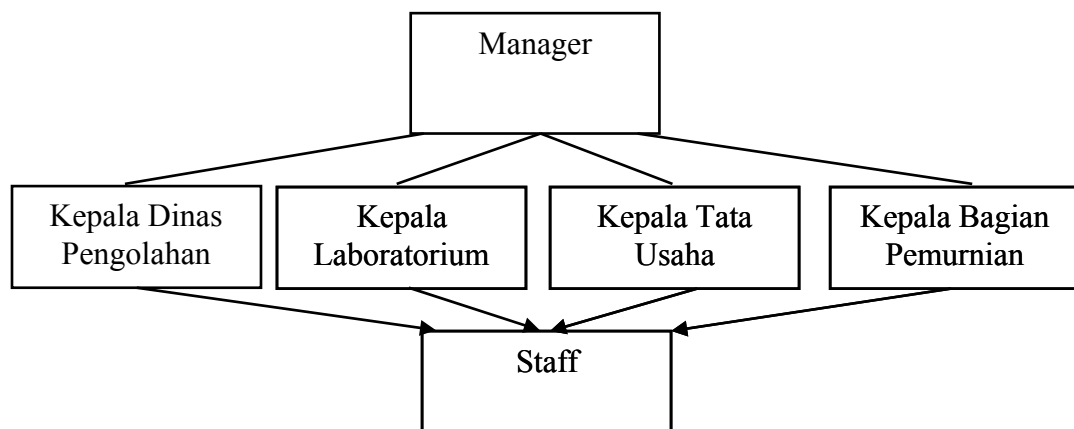 Manager
Kepala Dinas
Pengolahan
Kepala
Laboratorium
Kepala Tata
Usaha
Kepala Bagian
Pemurnian
Staff